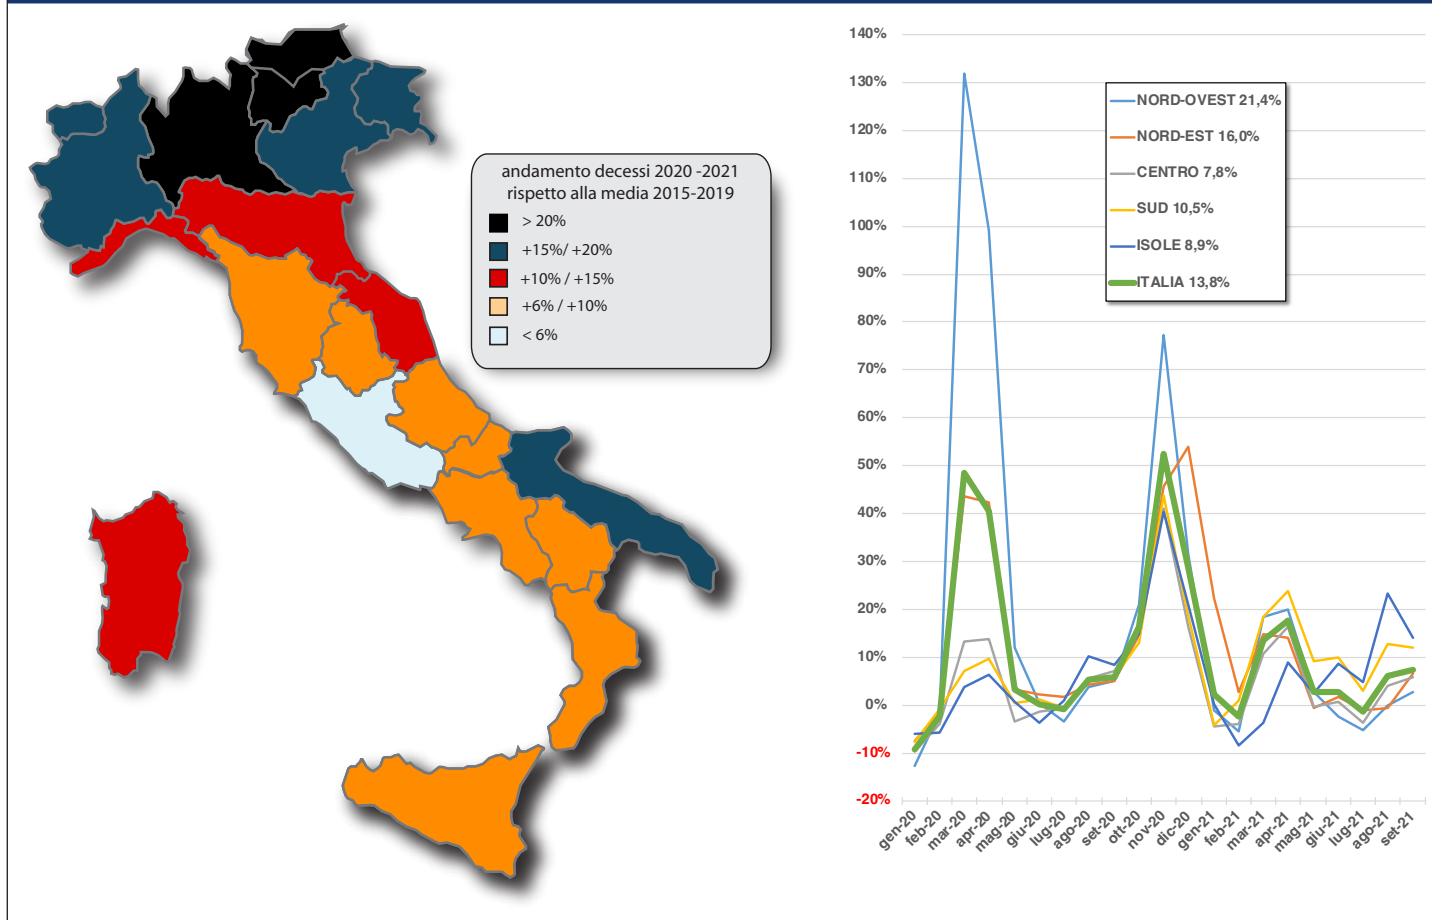 andamento decessi 2020 -2021
rispetto alla media 2015-2019
> 20%
+15%/ +20%
+10% / +15%
+6% / +10%
< 6%
140%
130%
120%
110%
100%
90%
80%
70%
60%
50%
40%
30%
20%
10%
0%
-10%
-20%
NORD-OVEST 21,4%
NORD-EST 16,0%
CENTRO 7,8%
SUD 10,5%
ISOLE 8,9%
ITALIA 13,8%
gen-20
feb-20
mar-20
apr-20
mag-20
giu-20
lug-20
ago-20
set-20
ott-20
nov-20
dic-20
gen-21
feb-21
mar-21
apr-21
mag-21
giu-21
lug-21
ago-21
set-21